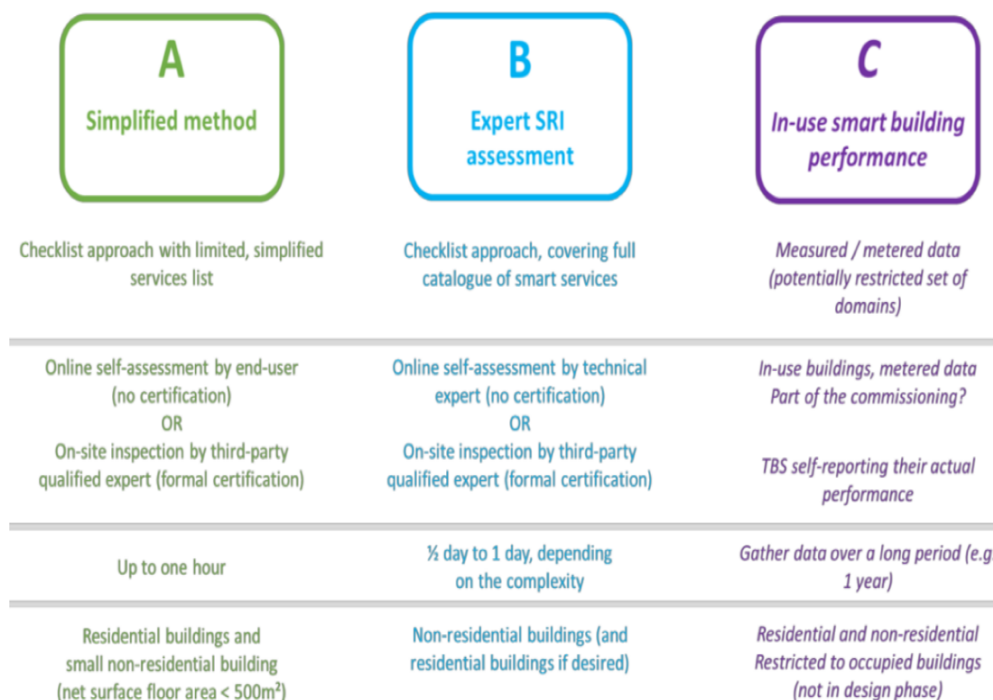 A
Simplified method
B
Expert SRI
assessment
C
In-use smart building
performance
Checklist approach with limited, simplified
services list
Checklist approach, covering full
catalogue of smart services
Measured / metered data
(potentially restricted set of
domains)
Online self-assessment by end-user
(no certification)
OR
On-site inspection by third-party
qualified expert (formal certification)
Online self-assessment by technical
expert (no certification)
OR
On-site inspection by third-party
qualified expert (formal certification)
In-use buildings, metered data
Part of the commissioning?
TBS self-reporting their actual
performance
Up to one hour
½ day to 1 day, depending
on the complexity
Gather data over a long period (e.g.
1 year)
Residential buildings and
small non-residential building
(net surface floor area < 500m²)
Non-residential buildings (and
residential buildings if desired)
Residential and non-residential
Restricted to occupied buildings
(not in design phase)